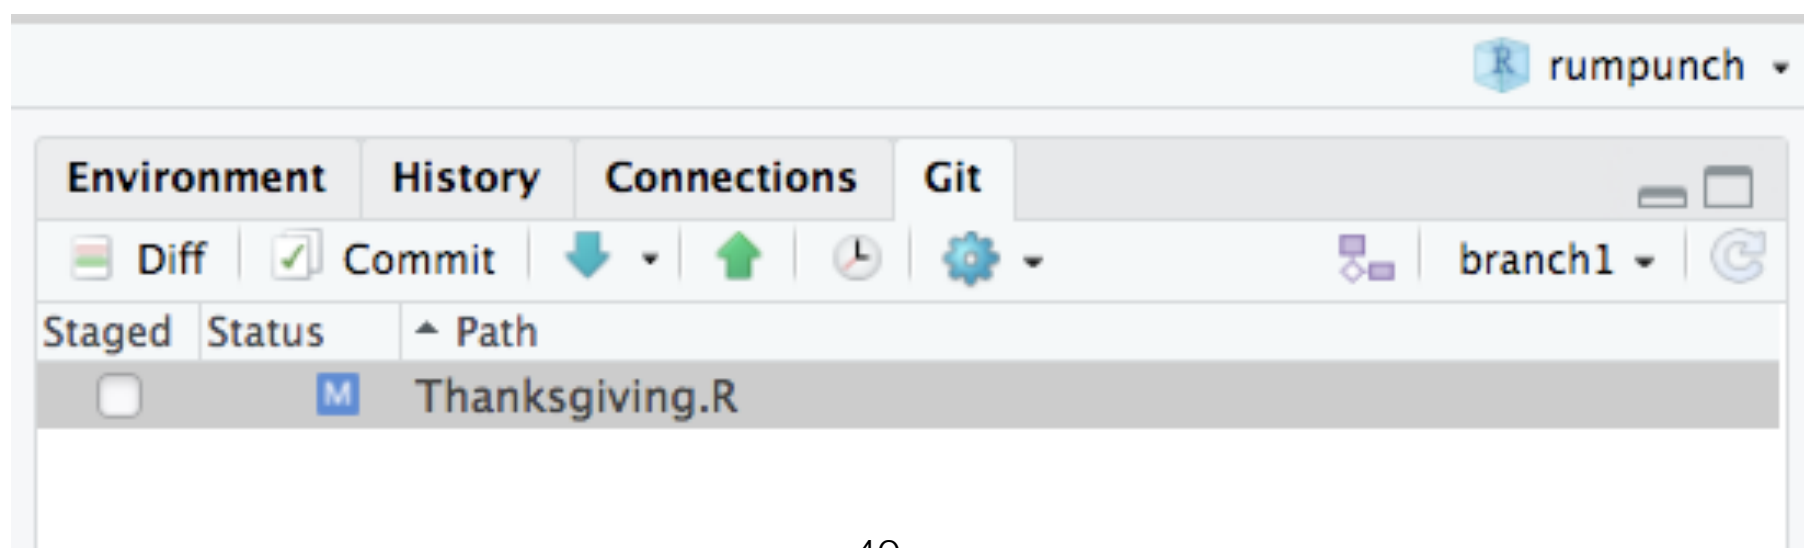 R rumpunch
Environment History Connections Git
Diff Commit branch1
Staged Status Path
M Thanksgiving.R